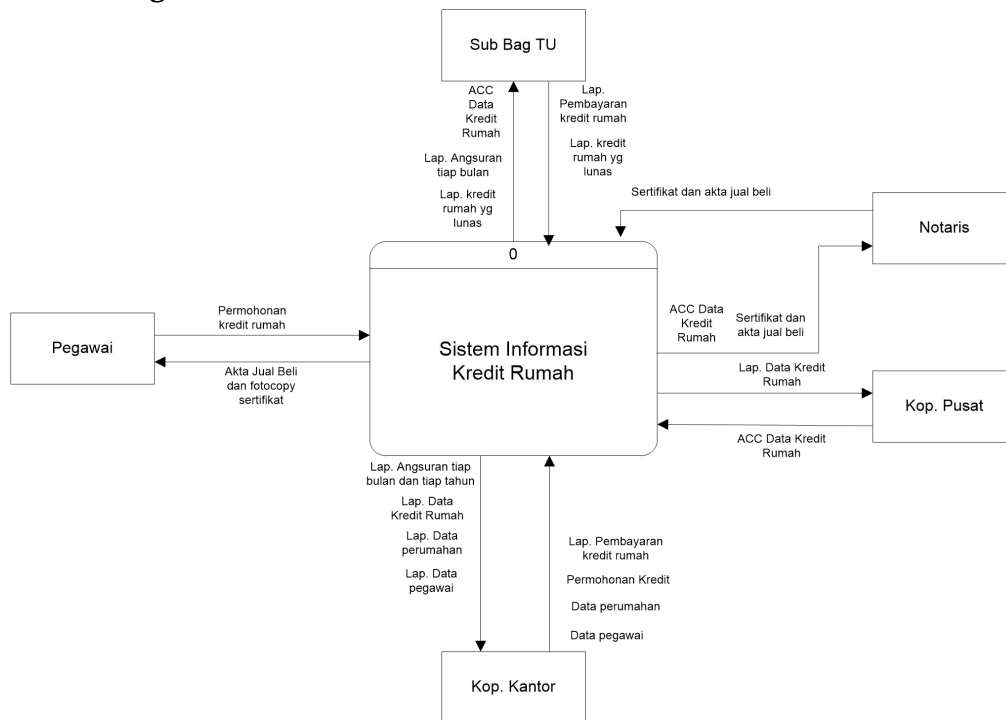 Sub Bag TU
ACC
Data
Kredit
Rumah
Lap. Angsuran
tiap bulan
Lap. kredit
rumah yg
lunas
Lap.
Pembayaran
kredit rumah
Lap. kredit
rumah yg
lunas
Sertifikat dan akta jual beli
Notaris
0
Sistem Informasi
Kredit Rumah
Permohonan
kredit rumah
Pegawai
Akta Jual Beli
dan fotocopy
sertifikat
ACC Data
Kredit
Rumah
Sertifikat dan
akta jual beli
Lap. Data Kredit
Rumah
Kop. Pusat
ACC Data Kredit
Rumah
Lap. Angsuran tiap
bulan dan tiap tahun
Lap. Data
Kredit Rumah
Lap. Data
perumahan
Lap. Data
pegawai
Lap. Pembayaran
kredit rumah
Permohonan Kredit
Data perumahan
Data pegawai
Kop. Kantor